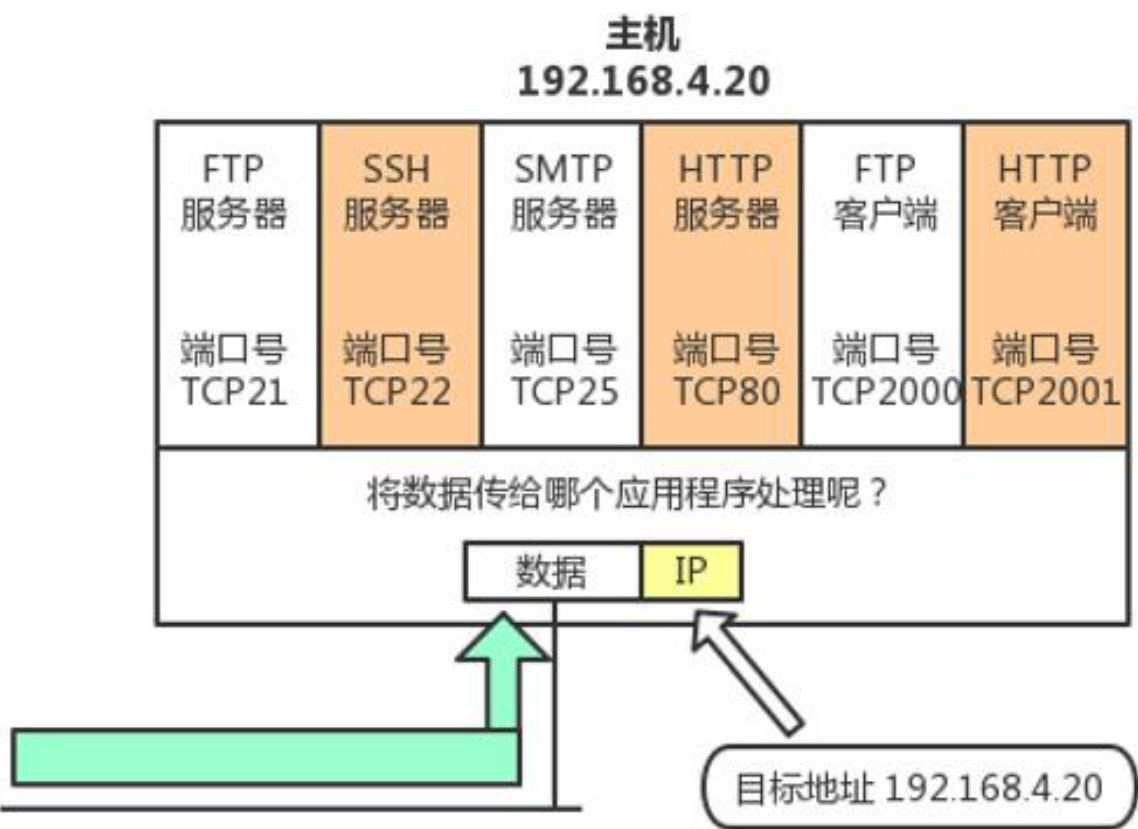 主机
192.168.4.20
FTP
服务器
端口号
TCP21
SSH
服务器
端口号
TCP22
SMTP
服务器
端口号
TCP25
HTTP
服务器
端口号
TCP80
FTP
客户端
端口号
TCP2000
HTTP
客户端
端口号
TCP2001
将数据传给哪个应用程序处理呢？
数据
IP
目标地址 192.168.4.20